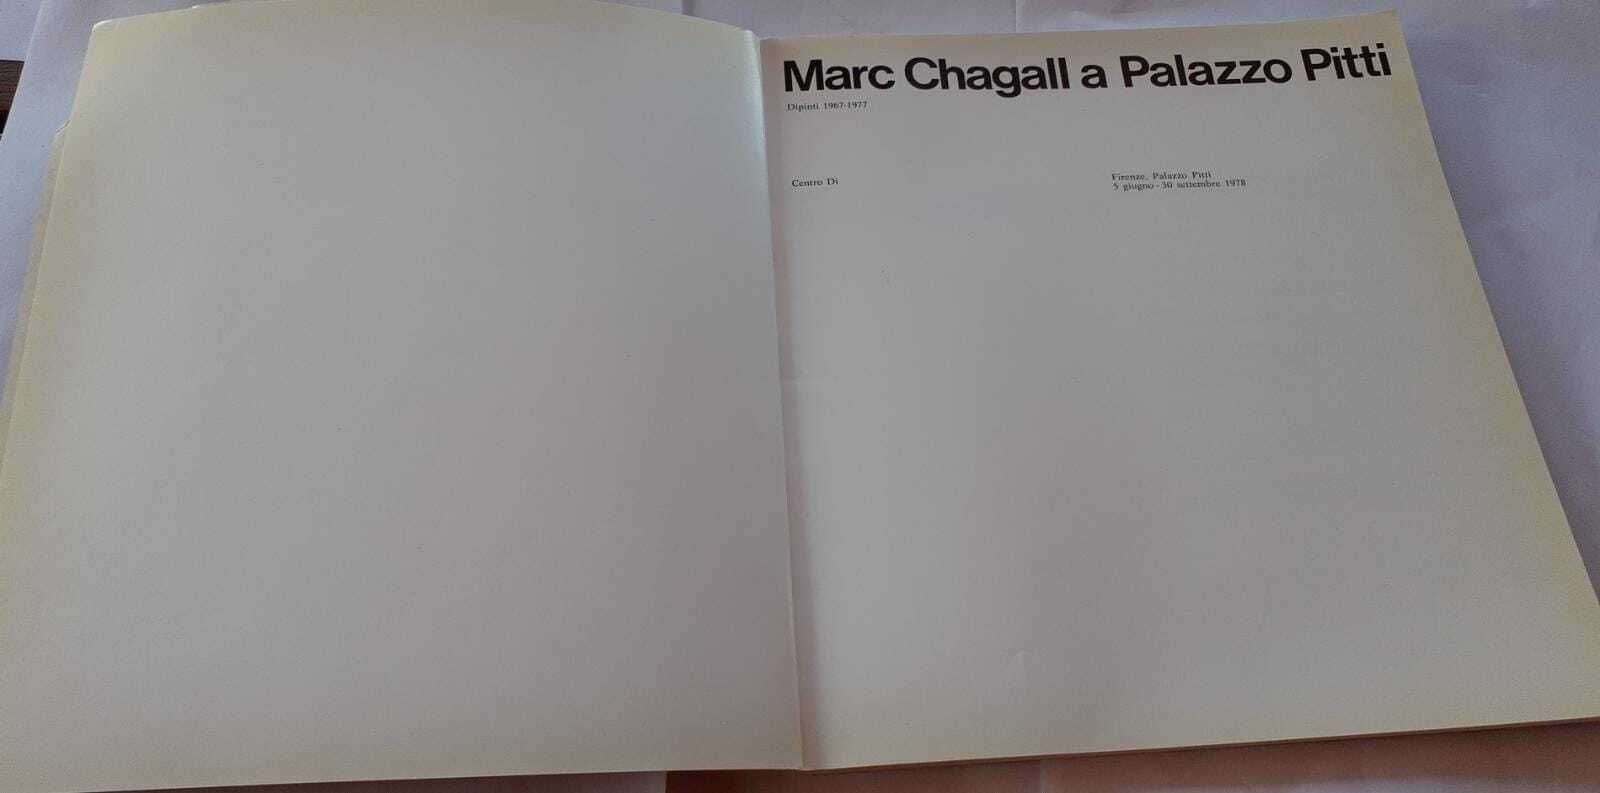 Marc Chagall a Palazzo Pitti
Dipinti 1967-1977
Centro Di
Firenze, Palazzo Pitti
5 giugno - 30 settembre 1978